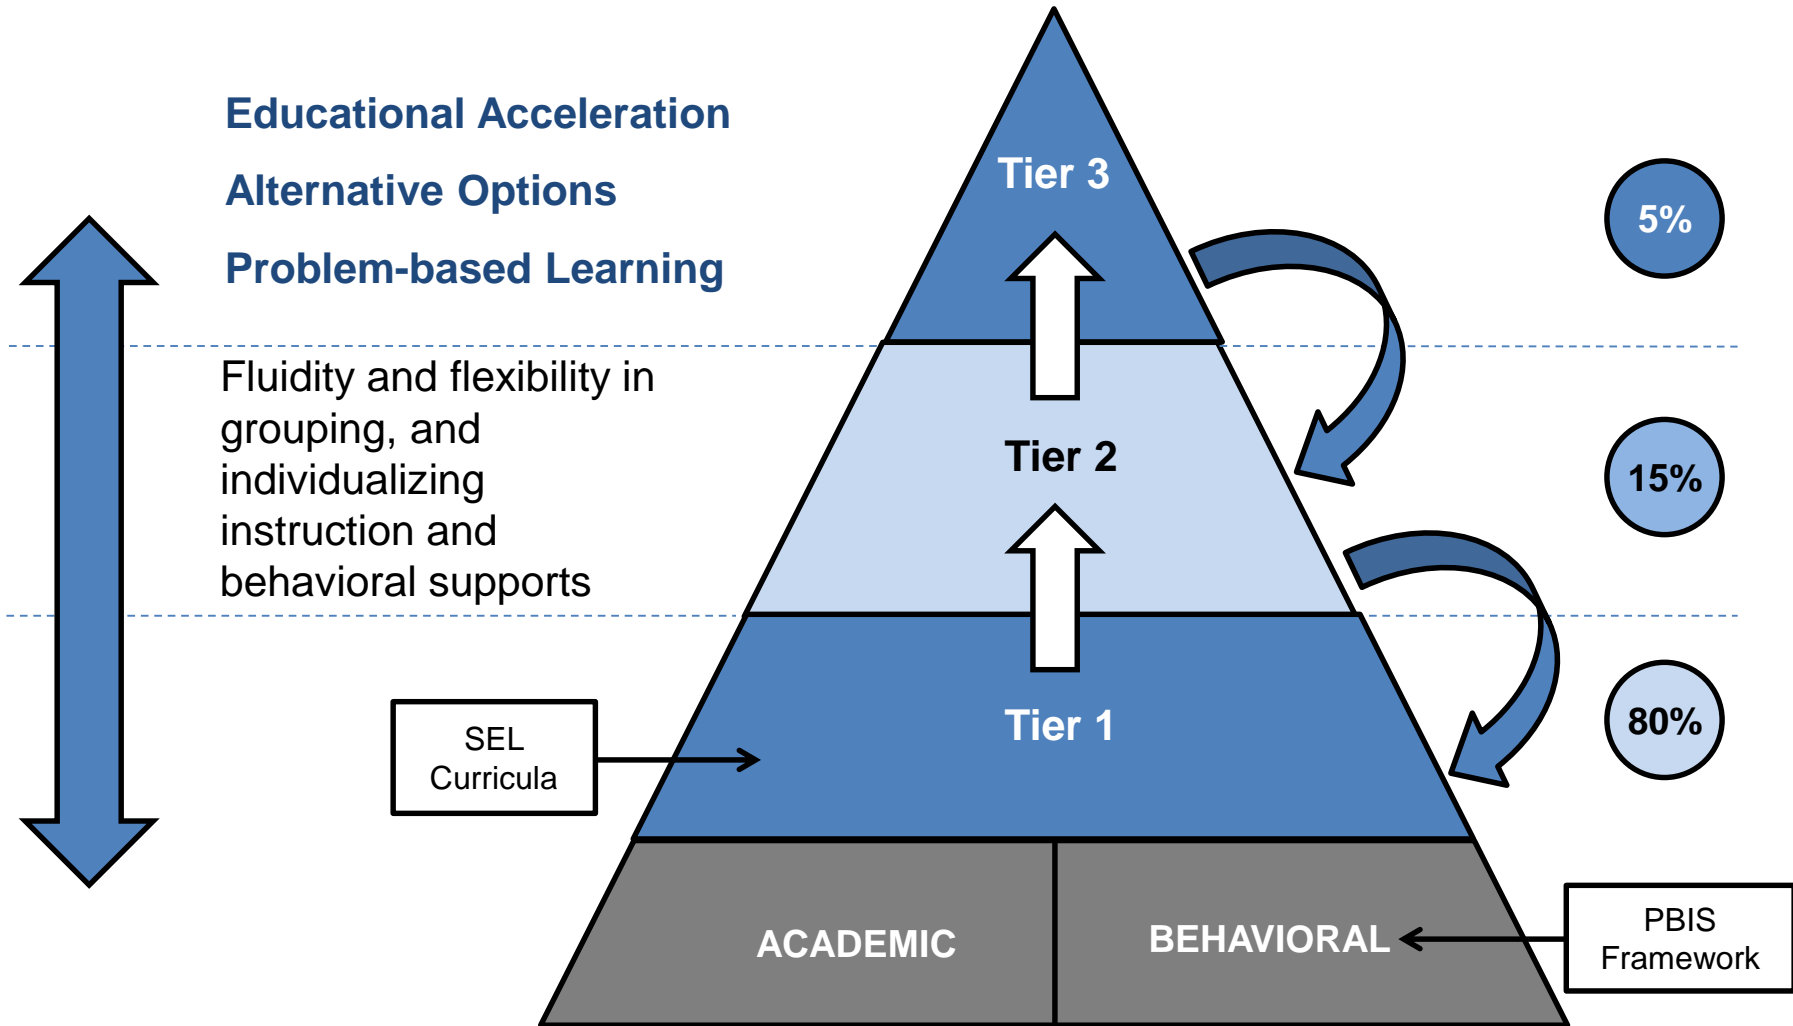 Educational Acceleration
Alternative Options
Problem-based Learning
Tier 3
5%
Fluidity and flexibility in
grouping, and
individualizing
instruction and
behavioral supports
Tier 2
15%
SEL
Curricula
Tier 1
80%
ACADEMIC
BEHAVIORAL
PBIS
Framework